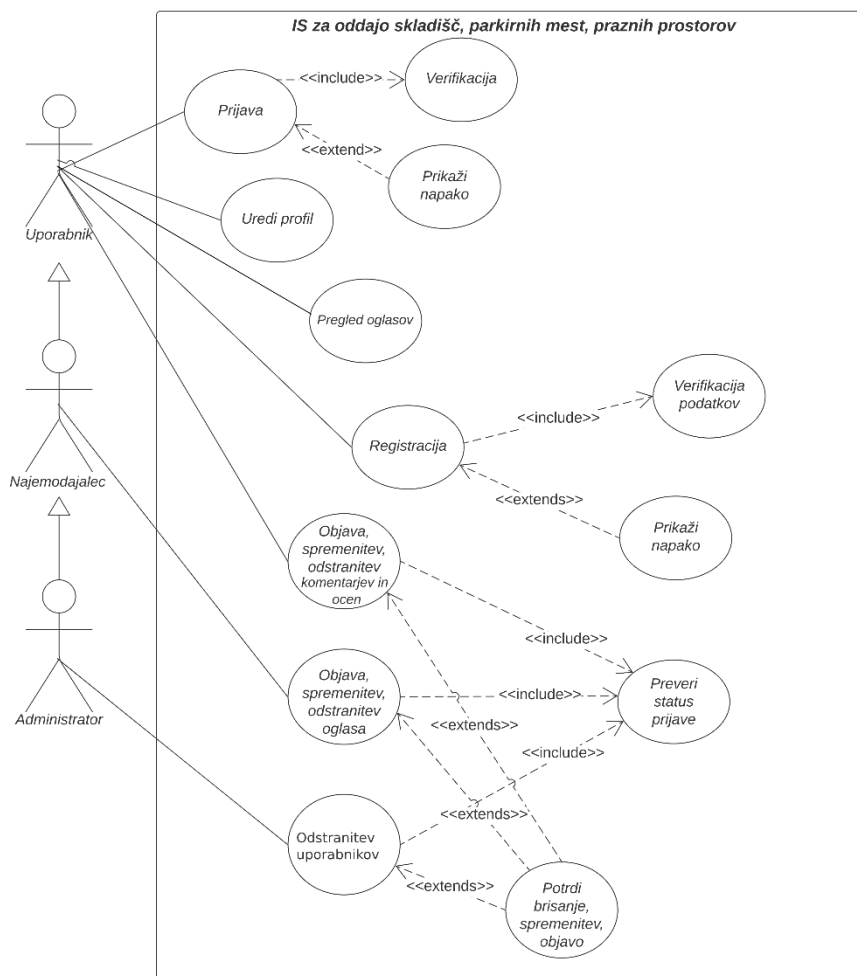 IS za oddajo skladišč, parkirnih mest, praznih prostorov
<<include>>
Verifikacija
Prijava
<<extend>>
Prikaži
napako
Uredi profil
Uporabnik
Pregled oglasov
Verifikacija
podatkov
<<include>>
Registracija
Najemodajalec
<<extends>>
Prikaži
napako
Objava,
spremenitev,
odstranitev
komentarjev in
ocen
<<include>>
Objava,
spremenitev,
odstranitev
oglasa
<<include>>
Preveri
status
prijave
Administrator
<<extends>>
<<include>>
<<extends>>
Odstranitev
uporabnikov
<<extends>>
Potrdi
brisanje,
spremenitev,
objavo